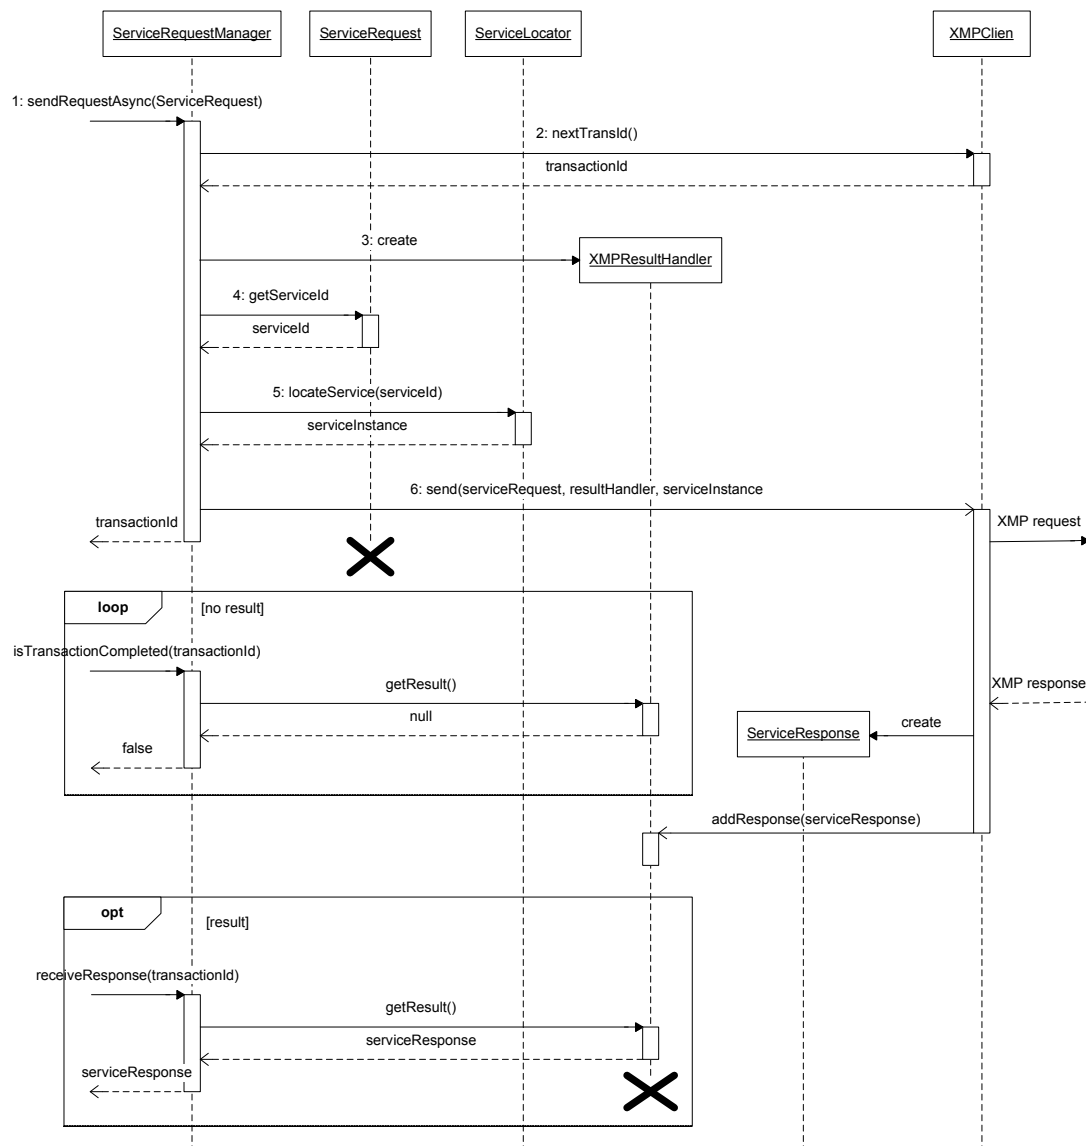 ServiceRequestManager
ServiceRequest
ServiceLocator
XMPClien
1: sendRequestAsync(ServiceRequest)
2: nextTransId()
transactionId
3: create
XMPResultHandler
4: getServiceId
serviceId
5: locateService(serviceId)
serviceInstance
6: send(serviceRequest, resultHandler, serviceInstance
transactionId
XMP request
loop
[no result]
isTransactionCompleted(transactionId)
getResult()
XMP response
null
create
ServiceResponse
false
addResponse(serviceResponse)
opt
[result]
receiveResponse(transactionId)
getResult()
serviceResponse
serviceResponse